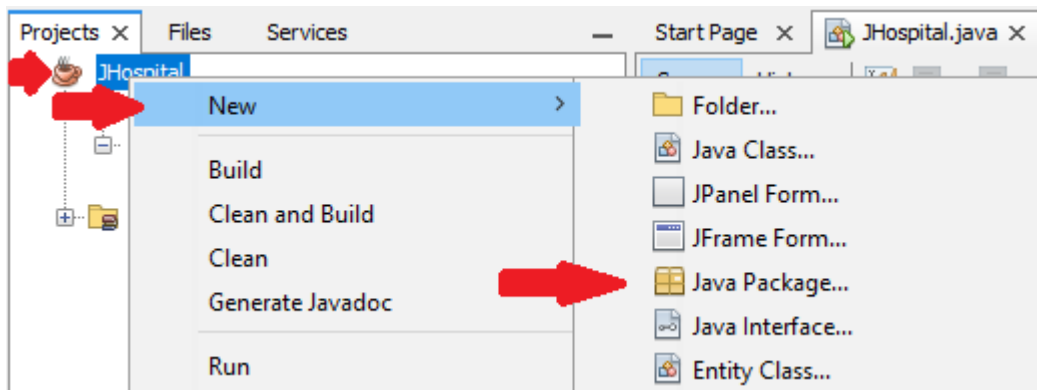 Projects Files Services Start Page JHospital.java
JHospital
New
Folder...
Java Class...
Build
JPanel Form...
Clean and Build
JFrame Form...
Clean
Java Package...
Generate Javadoc
Java Interface...
Run
Entity Class...